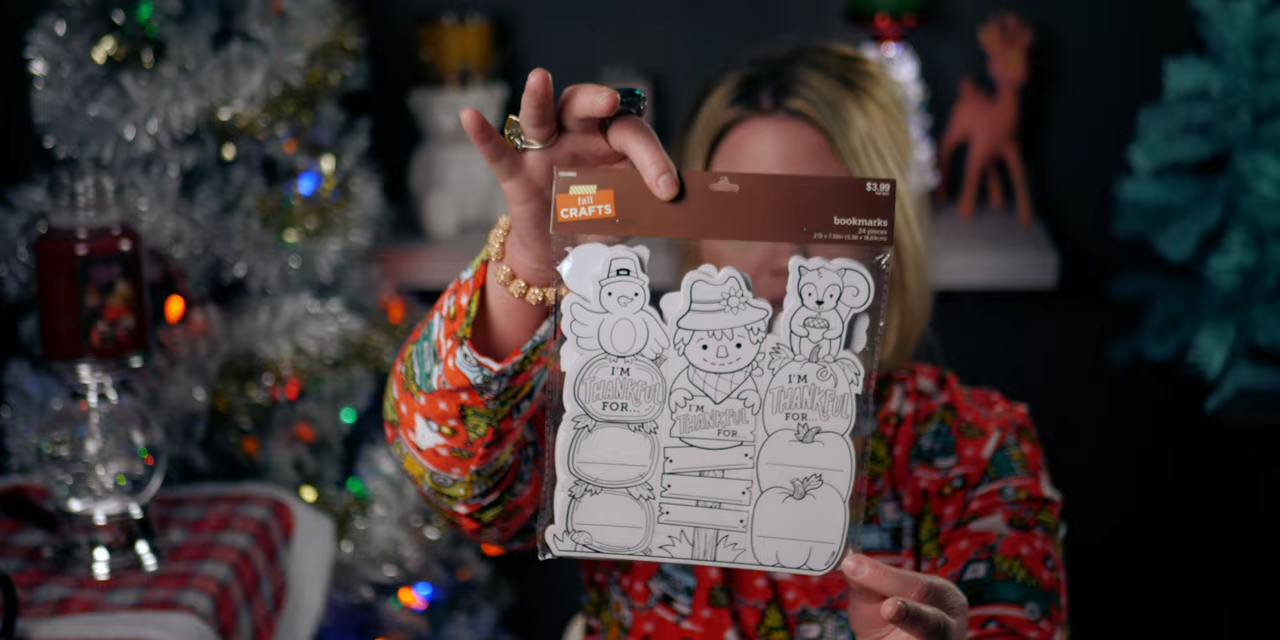 fall
CRAFTS
$3.99
bookmarks
24 pieces
I'M
THANKFUL
FOR...
I'M
THANKFUL
FOR...
I'M
THANKFUL
FOR...